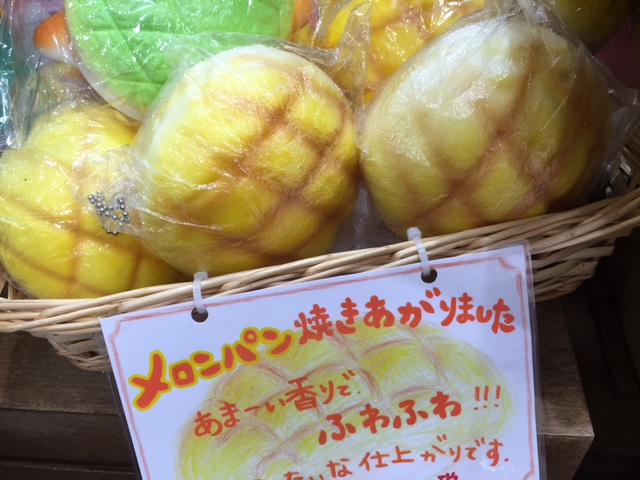 メロンパン焼きあがりました
あまーい香りで、
ふわふわ!!!
たいな仕上がりです。